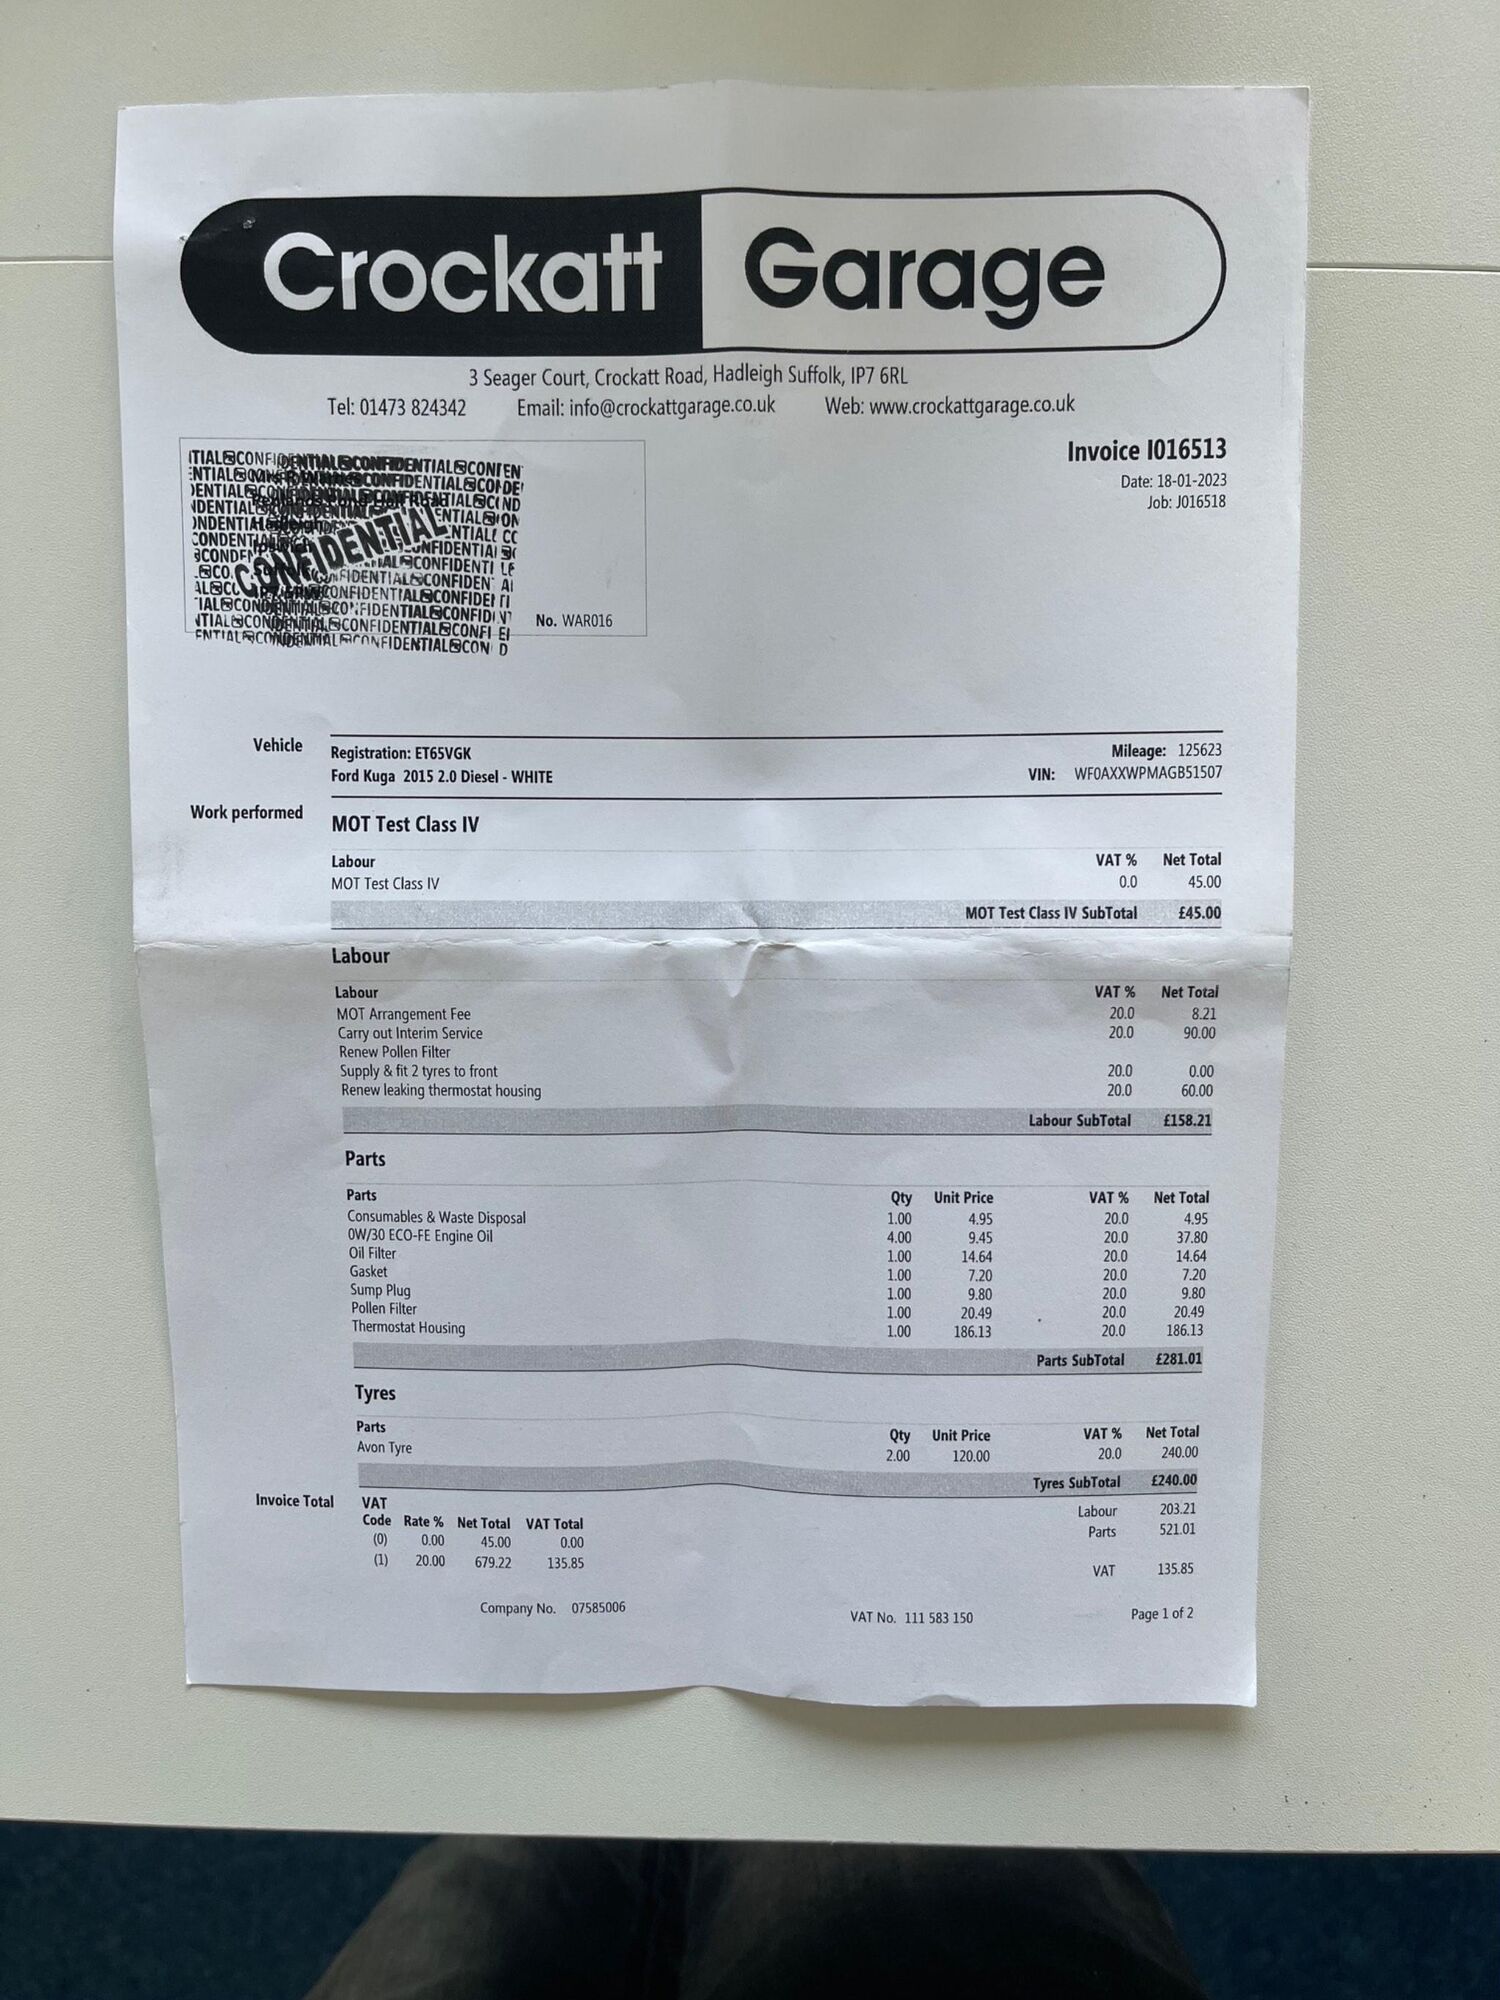 Crockatt Garage
3 Seager Court, Crockatt Road, Hadleigh Suffolk, IP7 6RL
Tel: 01473 824342 Email: info@crockattgarage.co.uk Web: www.crockattgarage.co.uk
Invoice I016513
Date: 18-01-2023
Job: J016518
CONFIDENTIAL
No. WAR016
Vehicle
Registration: ET65VGK Mileage: 125623
Ford Kuga 2015 2.0 Diesel - WHITE VIN: WF0AXXWPMAGB51507
Work performed
MOT Test Class IV
Labour VAT % Net Total
MOT Test Class IV 0.0 45.00
MOT Test Class IV SubTotal £45.00
Labour
Labour VAT % Net Total
MOT Arrangement Fee 20.0 8.21
Carry out Interim Service 20.0 90.00
Renew Pollen Filter
Supply & fit 2 tyres to front 20.0 0.00
Renew leaking thermostat housing 20.0 60.00
Labour SubTotal £158.21
Parts
Parts Qty Unit Price VAT % Net Total
Consumables & Waste Disposal 1.00 4.95 20.0 4.95
0W/30 ECO-FE Engine Oil 4.00 9.45 20.0 37.80
Oil Filter 1.00 14.64 20.0 14.64
Gasket 1.00 7.20 20.0 7.20
Sump Plug 1.00 9.80 20.0 9.80
Pollen Filter 1.00 20.49 20.0 20.49
Thermostat Housing 1.00 186.13 20.0 186.13
Parts SubTotal £281.01
Tyres
Parts Qty Unit Price VAT % Net Total
Avon Tyre 2.00 120.00 20.0 240.00
Tyres SubTotal £240.00
Invoice Total
VAT
Code Rate % Net Total VAT Total
(0) 0.00 45.00 0.00
(1) 20.00 679.22 135.85
Labour 203.21
Parts 521.01
VAT 135.85
Company No. 07585006 VAT No. 111 583 150 Page 1 of 2